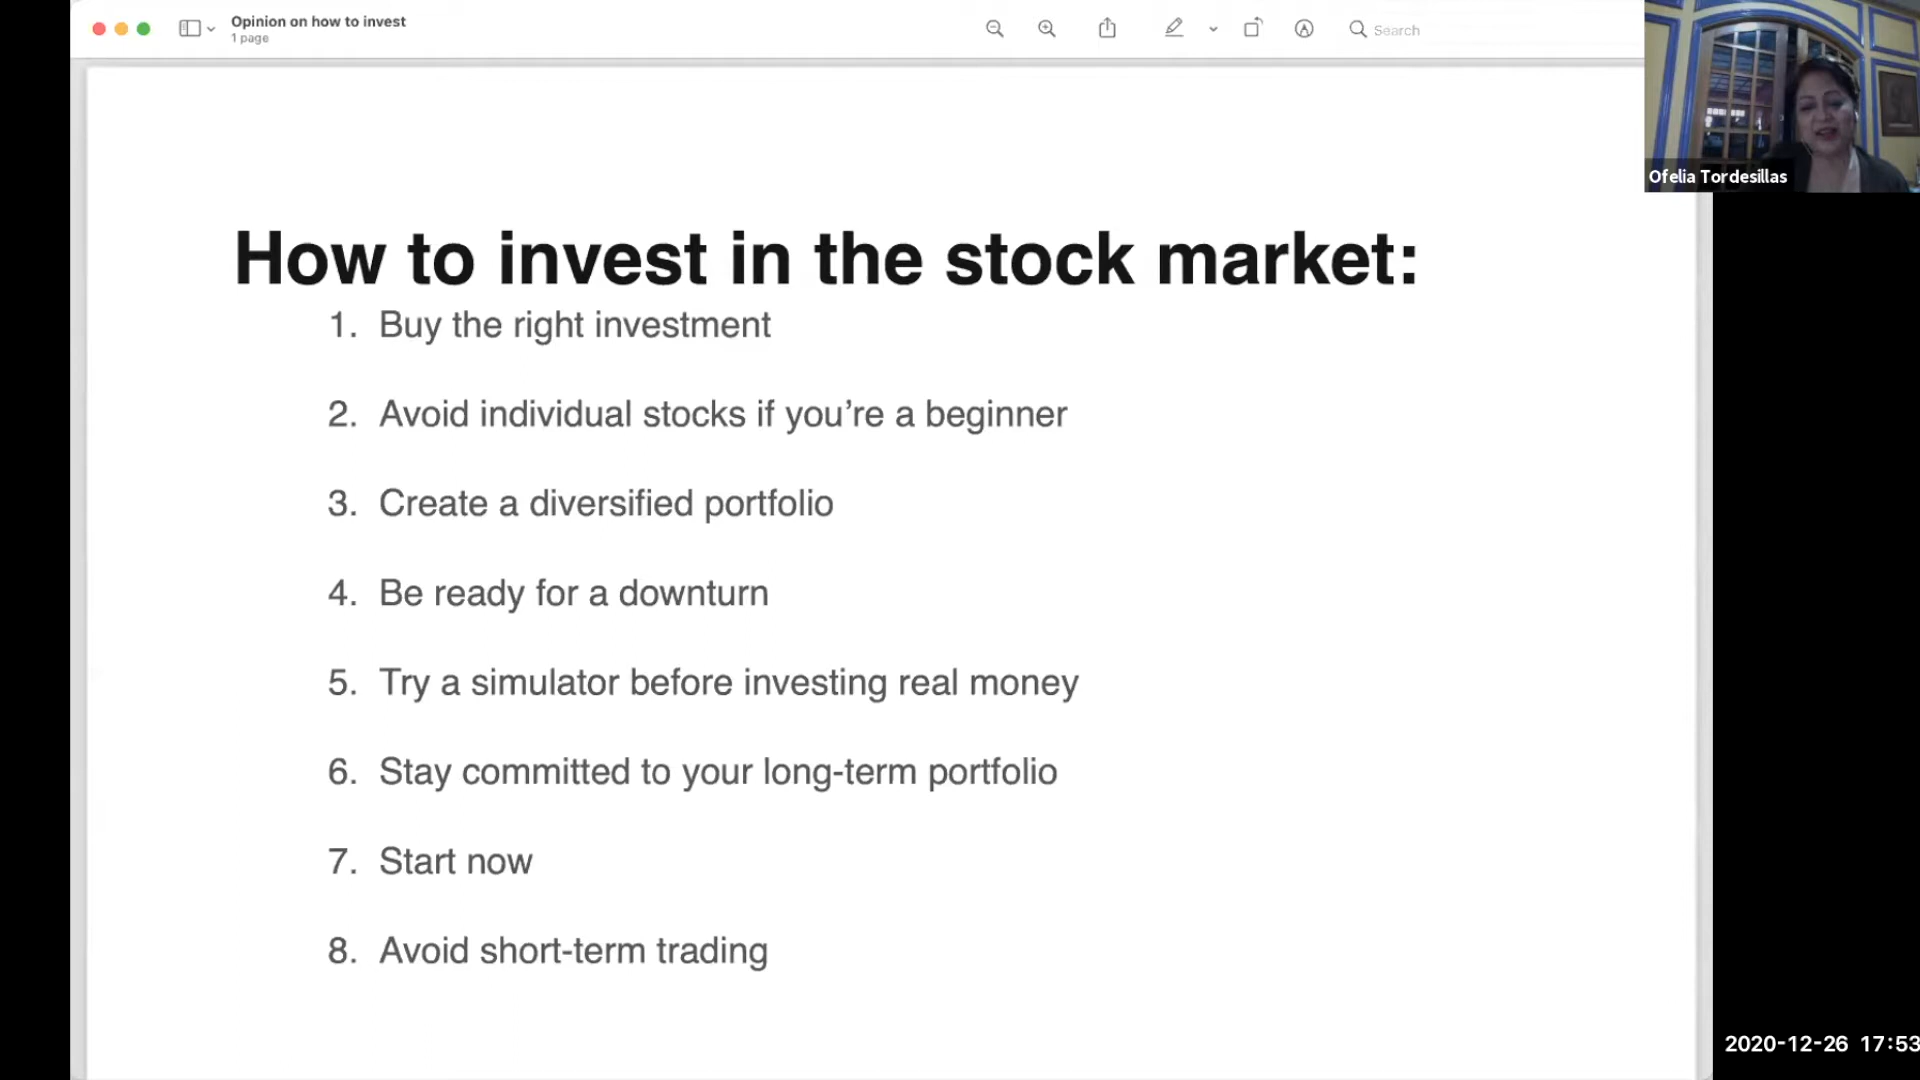 Opinion on how to invest
1 page
Search
Ofelia Tordesillas
How to invest in the stock market:
1. Buy the right investment
2. Avoid individual stocks if you’re a beginner
3. Create a diversified portfolio
4. Be ready for a downturn
5. Try a simulator before investing real money
6. Stay committed to your long-term portfolio
7. Start now
8. Avoid short-term trading
2020-12-26 17:53